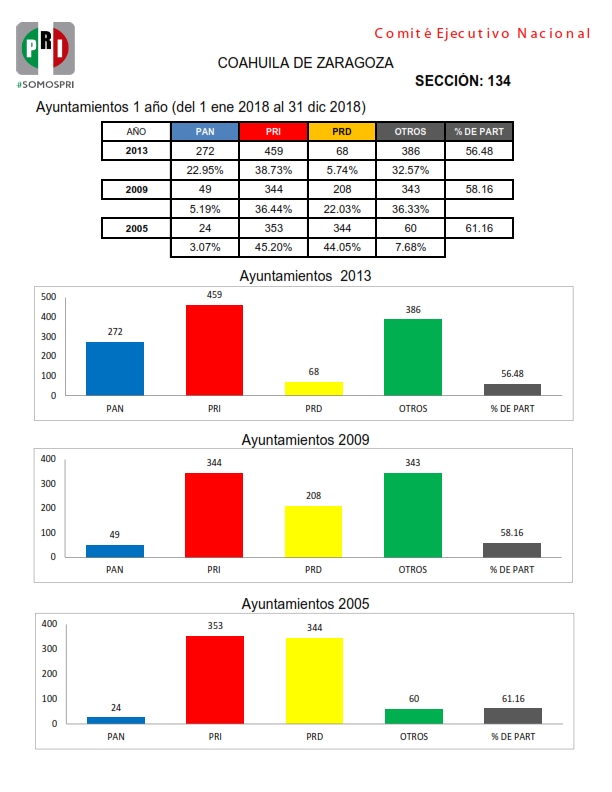 Comité Ejecutivo Nacional
PRI
#SOMOSPRI
COAHUILA DE ZARAGOZA
SECCIÓN: 134
Ayuntamientos 1 año (del 1 ene 2018 al 31 dic 2018)
AÑO PAN PRI PRD OTROS % DE PART
2013 272 459 68 386 56.48
22.95% 38.73% 5.74% 32.57%
2009 49 344 208 343 58.16
5.19% 36.44% 22.03% 36.33%
2005 24 353 344 60 61.16
3.07% 45.20% 44.05% 7.68%
Ayuntamientos 2013
500
400
300
200
100
0
272 459 68 386 56.48
PAN PRI PRD OTROS % DE PART
Ayuntamientos 2009
400
300
200
100
0
49 344 208 343 58.16
PAN PRI PRD OTROS % DE PART
Ayuntamientos 2005
400
300
200
100
0
24 353 344 60 61.16
PAN PRI PRD OTROS % DE PART